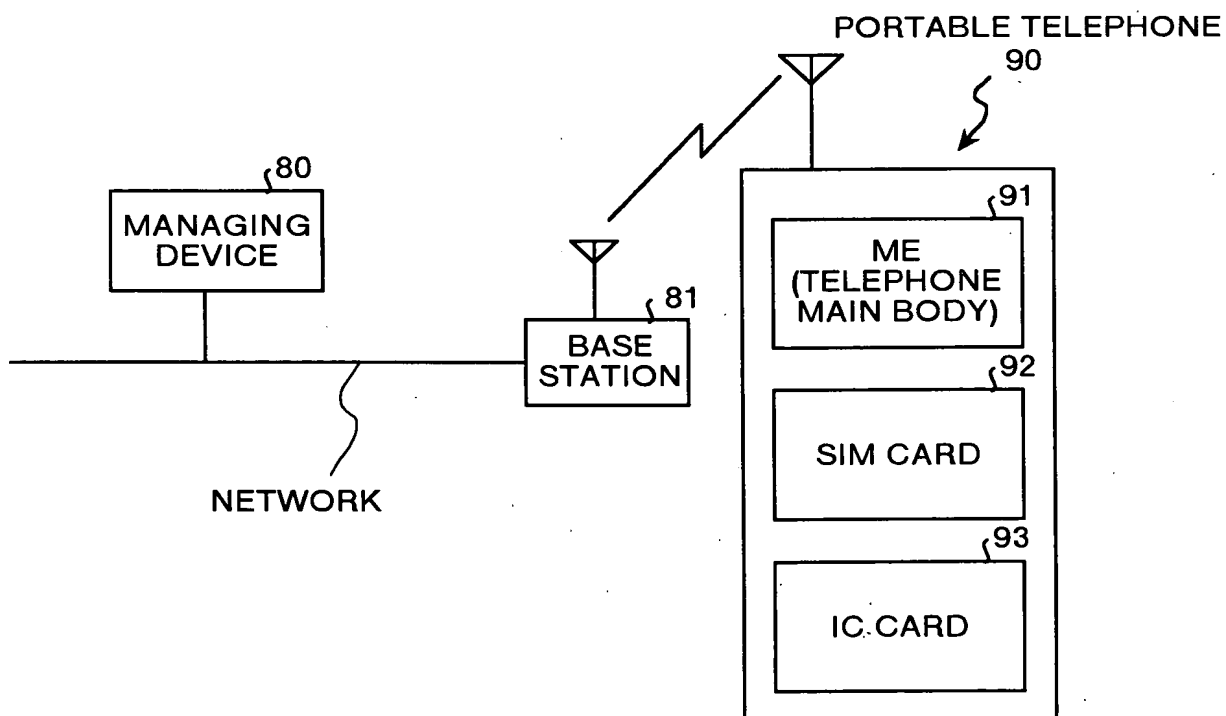 PORTABLE TELEPHONE
90
80
MANAGING
DEVICE
91
ME
(TELEPHONE
MAIN BODY)
81
BASE
STATION
92
SIM CARD
NETWORK
93
IC CARD